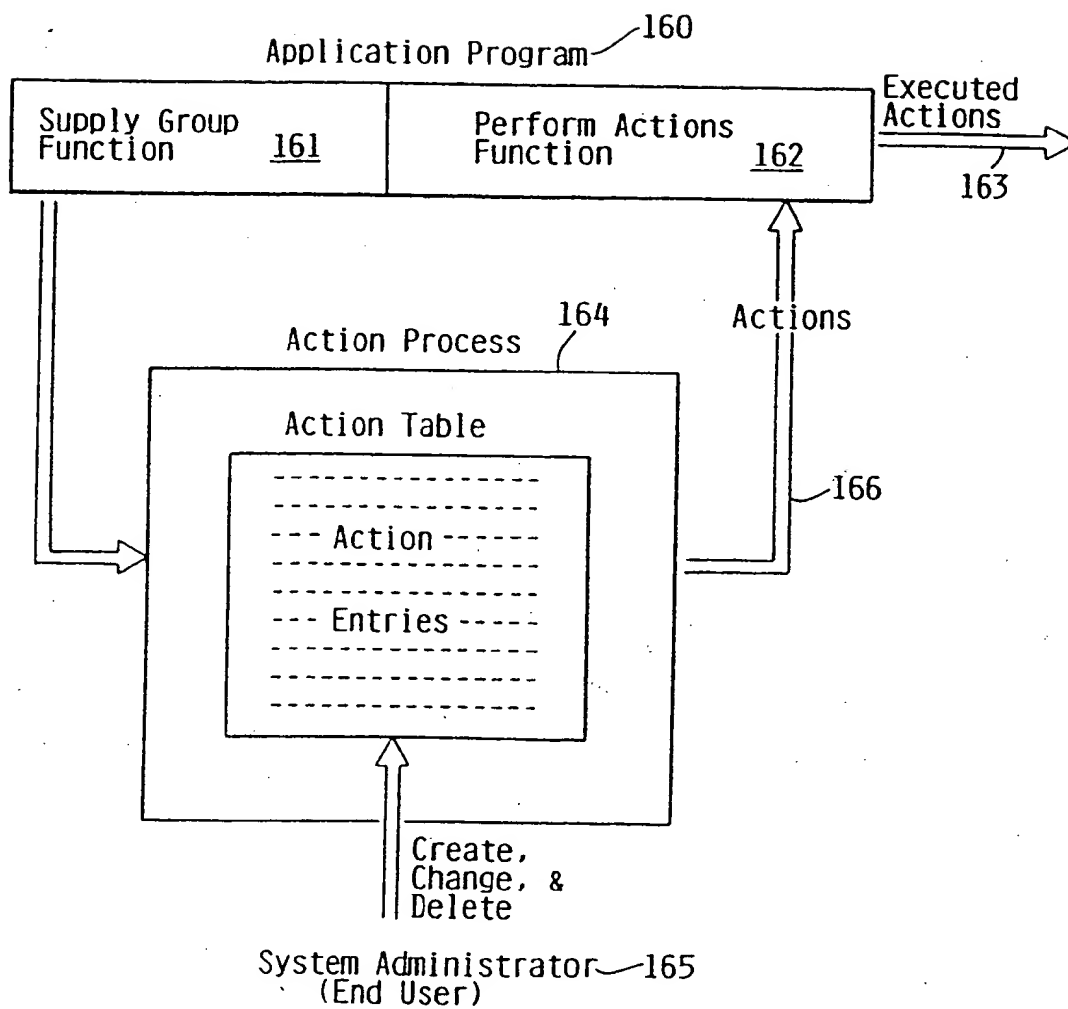 160
Application Program
Supply Group
Function 161
Perform Actions
Function 162
Executed
Actions
163
164
Actions
Action Process
Action Table
Action
Entries
166
Create,
Change, &
Delete
System Administrator 165
(End User)